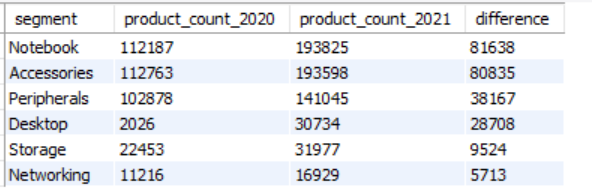 segment product_count_2020 product_count_2021 difference
Notebook 112187 193825 81638
Accessories 112763 193598 80835
Peripherals 102878 141045 38167
Desktop 2026 30734 28708
Storage 22453 31977 9524
Networking 11216 16929 5713